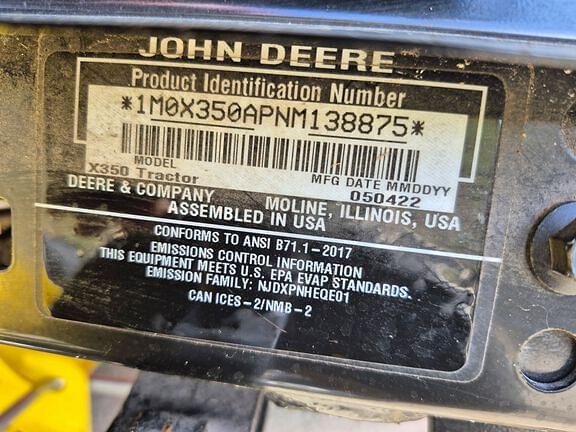 JOHN DEERE
Product Identification Number
*1M0X350APNM138875*
MODEL
X350 Tractor
MFG DATE MMDDYY
050422
DEERE & COMPANY MOLINE, ILLINOIS, USA
ASSEMBLED IN USA
CONFORMS TO ANSI B71.1-2017
EMISSIONS CONTROL INFORMATION
THIS EQUIPMENT MEETS U.S. EPA EVAP STANDARDS.
EMISSION FAMILY: NJDXPNHEQE01
CAN ICES-2/NMB-2